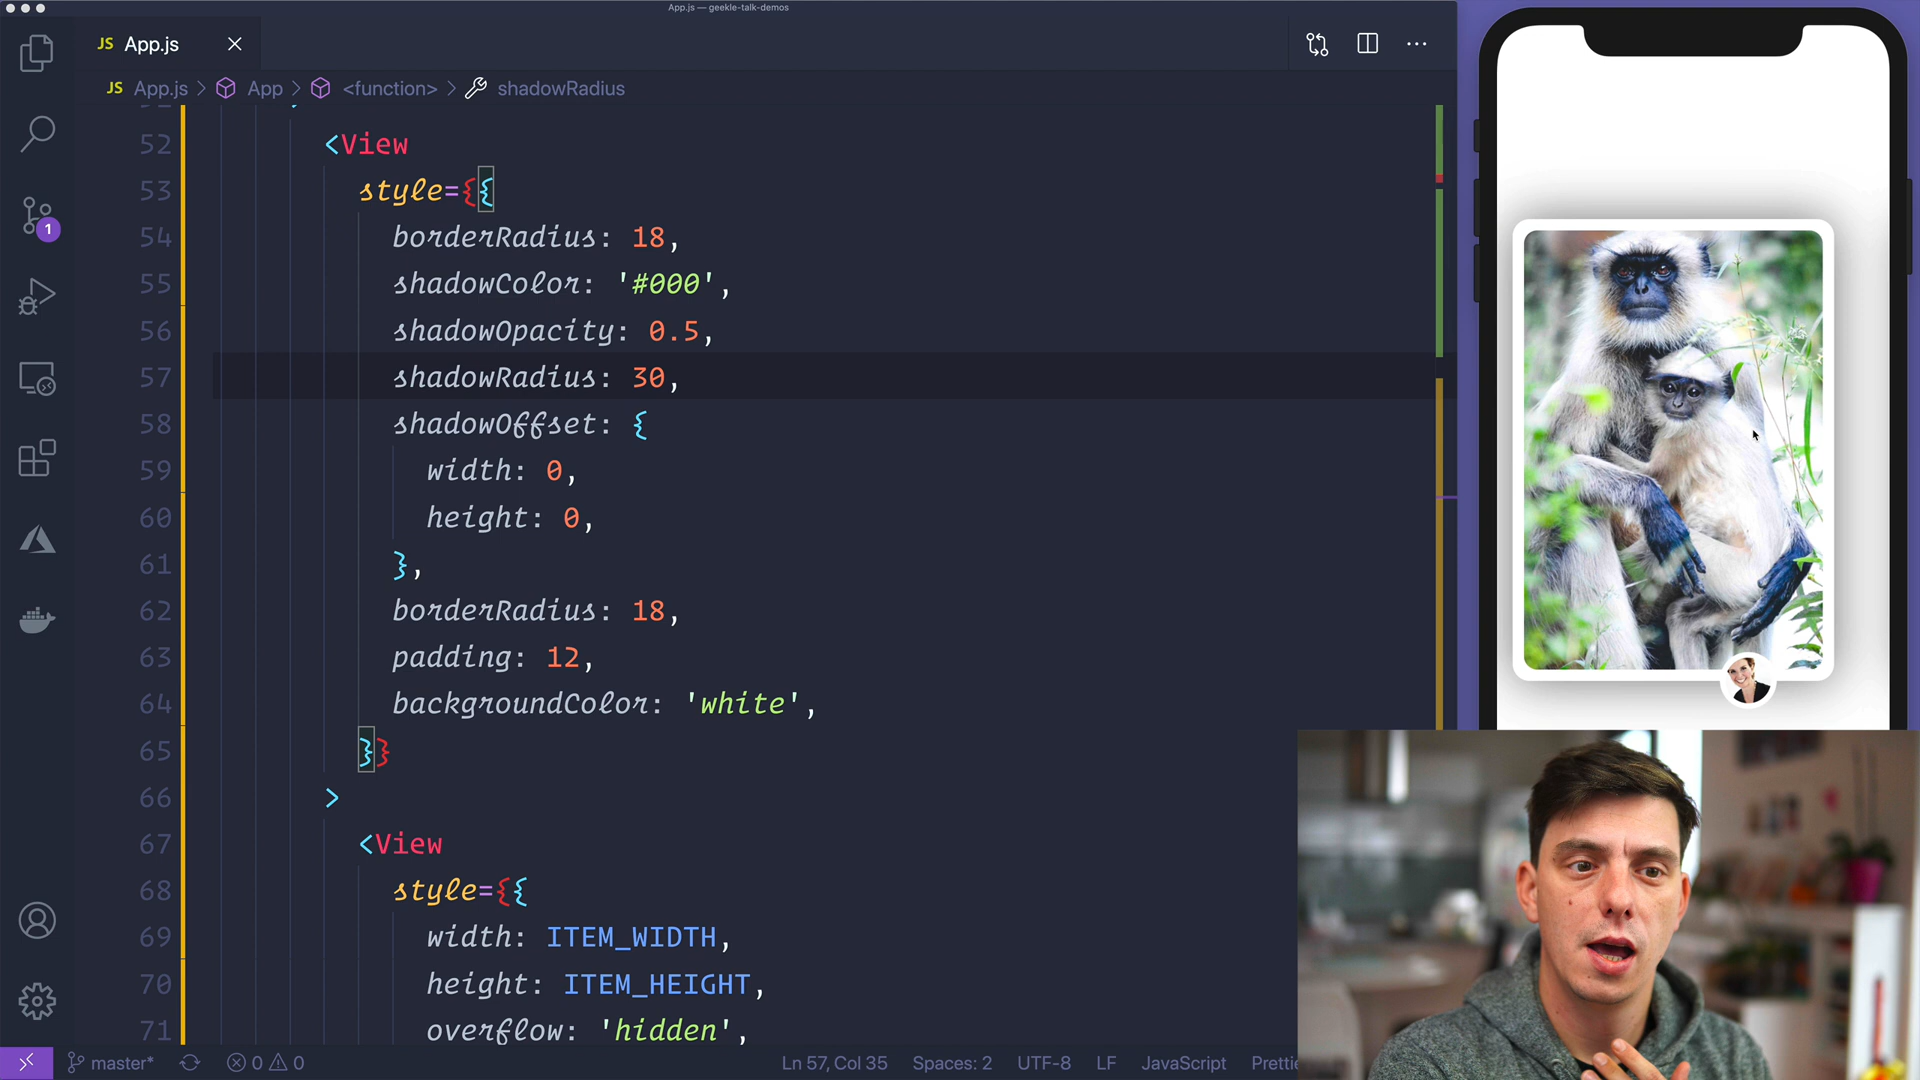 App.js — geekle-talk-demos
JS App.js
JS App.js > App > <function> > shadowRadius
52 <View
53 style={{
54 borderRadius: 18,
55 shadowColor: '#000',
56 shadowOpacity: 0.5,
57 shadowRadius: 30,
58 shadowOffset: {
59 width: 0,
60 height: 0,
61 },
62 borderRadius: 18,
63 padding: 12,
64 backgroundColor: 'white',
65 }}
66 >
67 <View
68 style={{
69 width: ITEM_WIDTH,
70 height: ITEM_HEIGHT,
71 overflow: 'hidden',
1
master* 0 0 Ln 57, Col 35 Spaces: 2 UTF-8 LF JavaScript